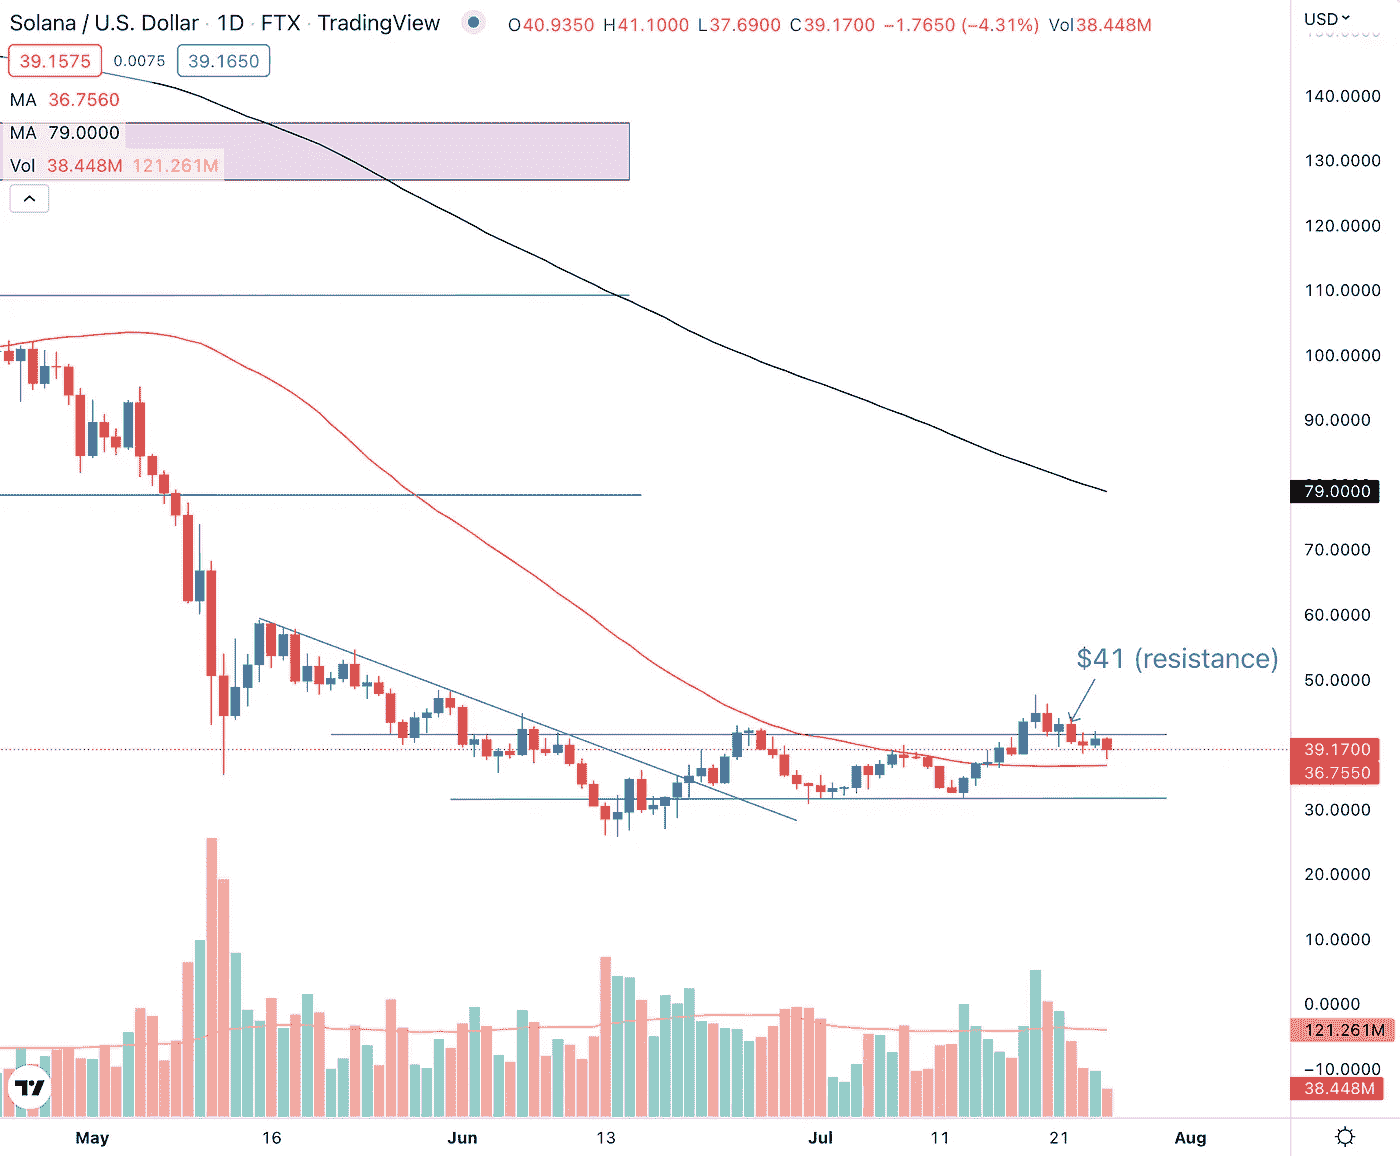 Solana / U.S. Dollar · 1D · FTX · TradingView O40.9350 H41.1000 L37.6900 C39.1700 −1.7650 (−4.31%) Vol38.448M
USD
39.1575 0.0075 39.1650
MA 36.7560
MA 79.0000
Vol 38.448M 121.261M
140.0000
130.0000
120.0000
110.0000
100.0000
90.0000
79.0000
70.0000
60.0000
$41 (resistance)
50.0000
39.1700
36.7550
30.0000
20.0000
10.0000
0.0000
121.261M
−10.0000
38.448M
May 16 Jun 13 Jul 11 21 Aug